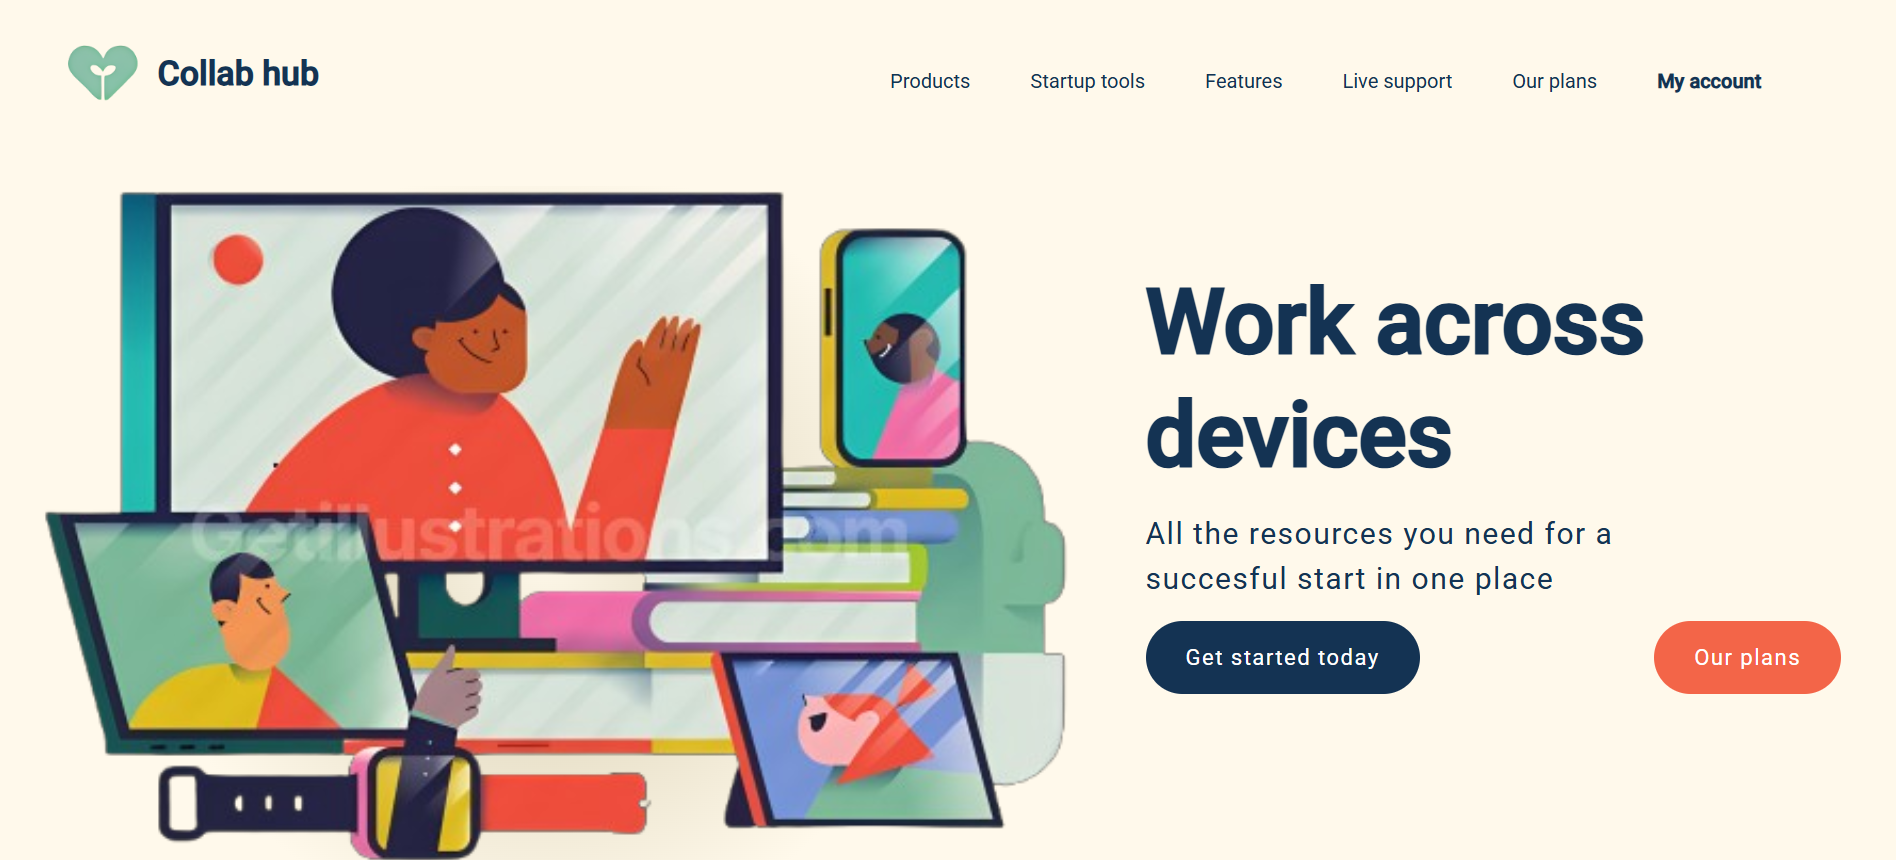 Collab hub
Products
Startup tools
Features
Live support
Our plans
My account
Getillustrations.com
Work across
devices
All the resources you need for a
succesful start in one place
Get started today
Our plans